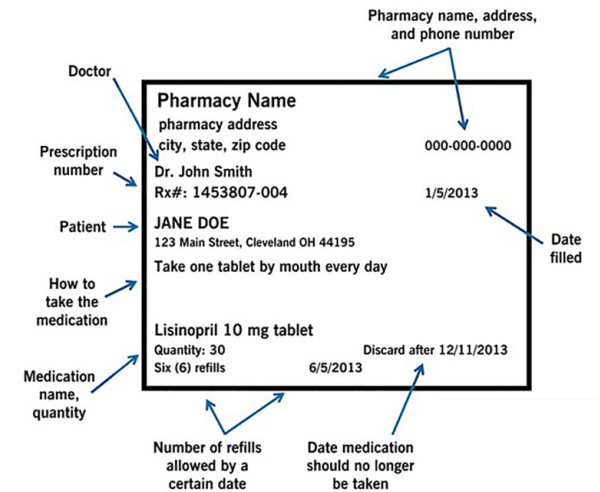 Pharmacy name, address,
and phone number
Doctor
Pharmacy Name
pharmacy address
city, state, zip code
000-000-0000
Prescription
number
Dr. John Smith
Rx#: 1453807-004
1/5/2013
Patient
JANE DOE
123 Main Street, Cleveland OH 44195
Date
filled
Take one tablet by mouth every day
How to
take the
medication
Lisinopril 10 mg tablet
Quantity: 30
Discard after 12/11/2013
Six (6) refills
6/5/2013
Medication
name,
quantity
Number of refills
allowed by a
certain date
Date medication
should no longer
be taken